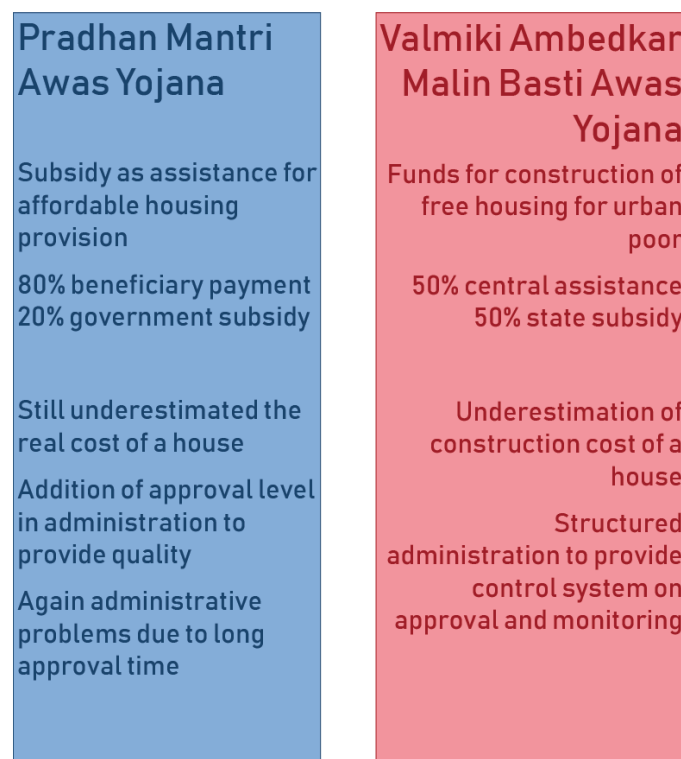 Pradhan Mantri
Awas Yojana
Subsidy as assistance for
affordable housing
provision
80% beneficiary payment
20% government subsidy
Still underestimated the
real cost of a house
Addition of approval level
in administration to
provide quality
Again administrative
problems due to long
approval time
Valmiki Ambedkar
Malin Basti Awas
Yojana
Funds for construction of
free housing for urban
poor
50% central assistance
50% state subsidy
Underestimation of
construction cost of a
house
Structured
administration to provide
control system on
approval and monitoring